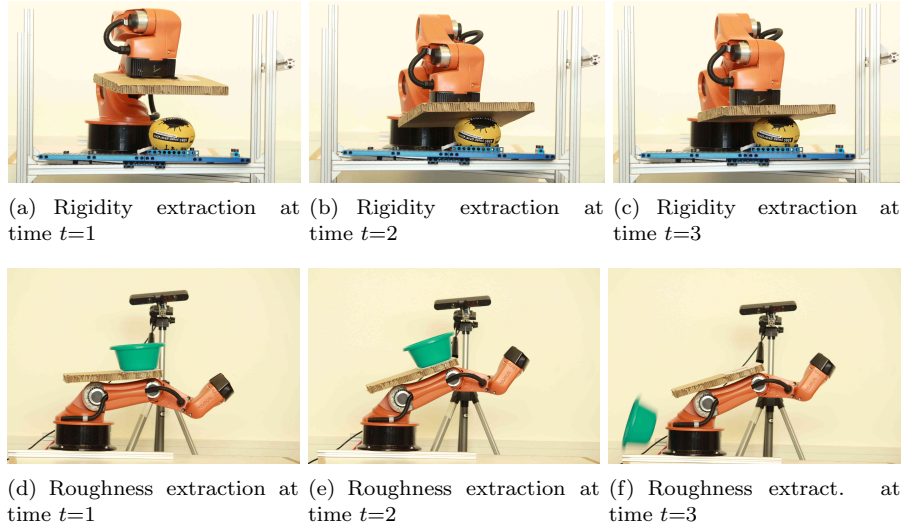 (a) Rigidity extraction at
time t=1
(b) Rigidity extraction at
time t=2
(c) Rigidity extraction at
time t=3
(d) Roughness extraction at
time t=1
(e) Roughness extraction at
time t=2
(f) Roughness extract. at
time t=3